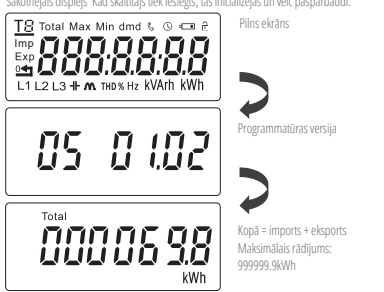 Sākotnējais displejs Kad skaitītājs tiek ieslēgts, tas inicializējas un veic pašpārbaudi.
T8 Total Max Min dmd
Pilns ekrāns
Imp
Exp
888:8.8.8.8
L1 L2 L3 THD% Hz kVArh kWh
Programmatūras versija
05 01.02
Total
000069.8
kWh
Kopā = imports + eksports
Maksimālais rādījums:
999999.9kWh